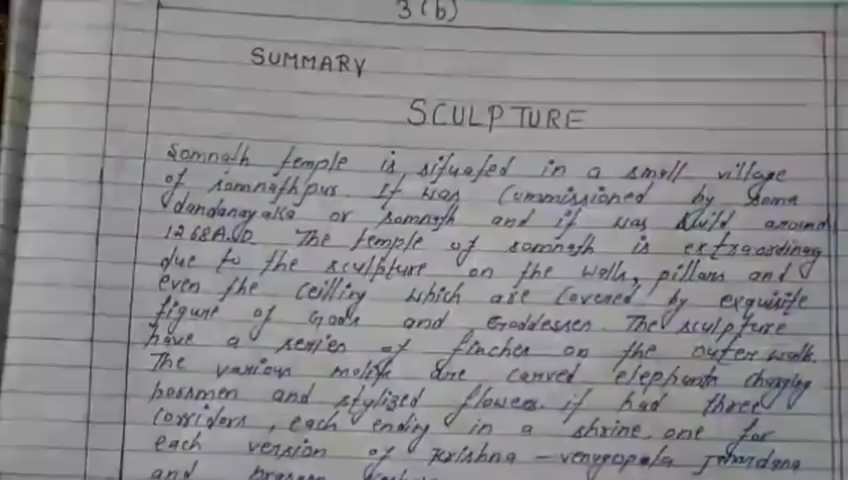 3(b)
SUMMARY
SCULPTURE
Somnath temple is situated in a small village
of somnathpur. It was Commissioned by Soma
dandanayaka or somnath and it was build around
1268A.D. The temple of somnath is extraordinary
due to the sculpture on the walls, pillars and
even the ceilling which are Covered by exquisite
figure of Gods and Goddesses. The sculpture
have a series of finches on the outer walls.
The various motifs are carved elephants charging
horsmen and stylized flowers. it had three
Corridors, each ending in a shrine, one for
each version of Krishna - venugopala Janardana
and